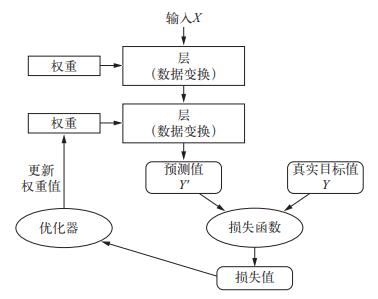 输入X
层
（数据变换）
权重
层
（数据变换）
权重
预测值
Y′
真实目标值
Y
更新
权重值
优化器
损失函数
损失值